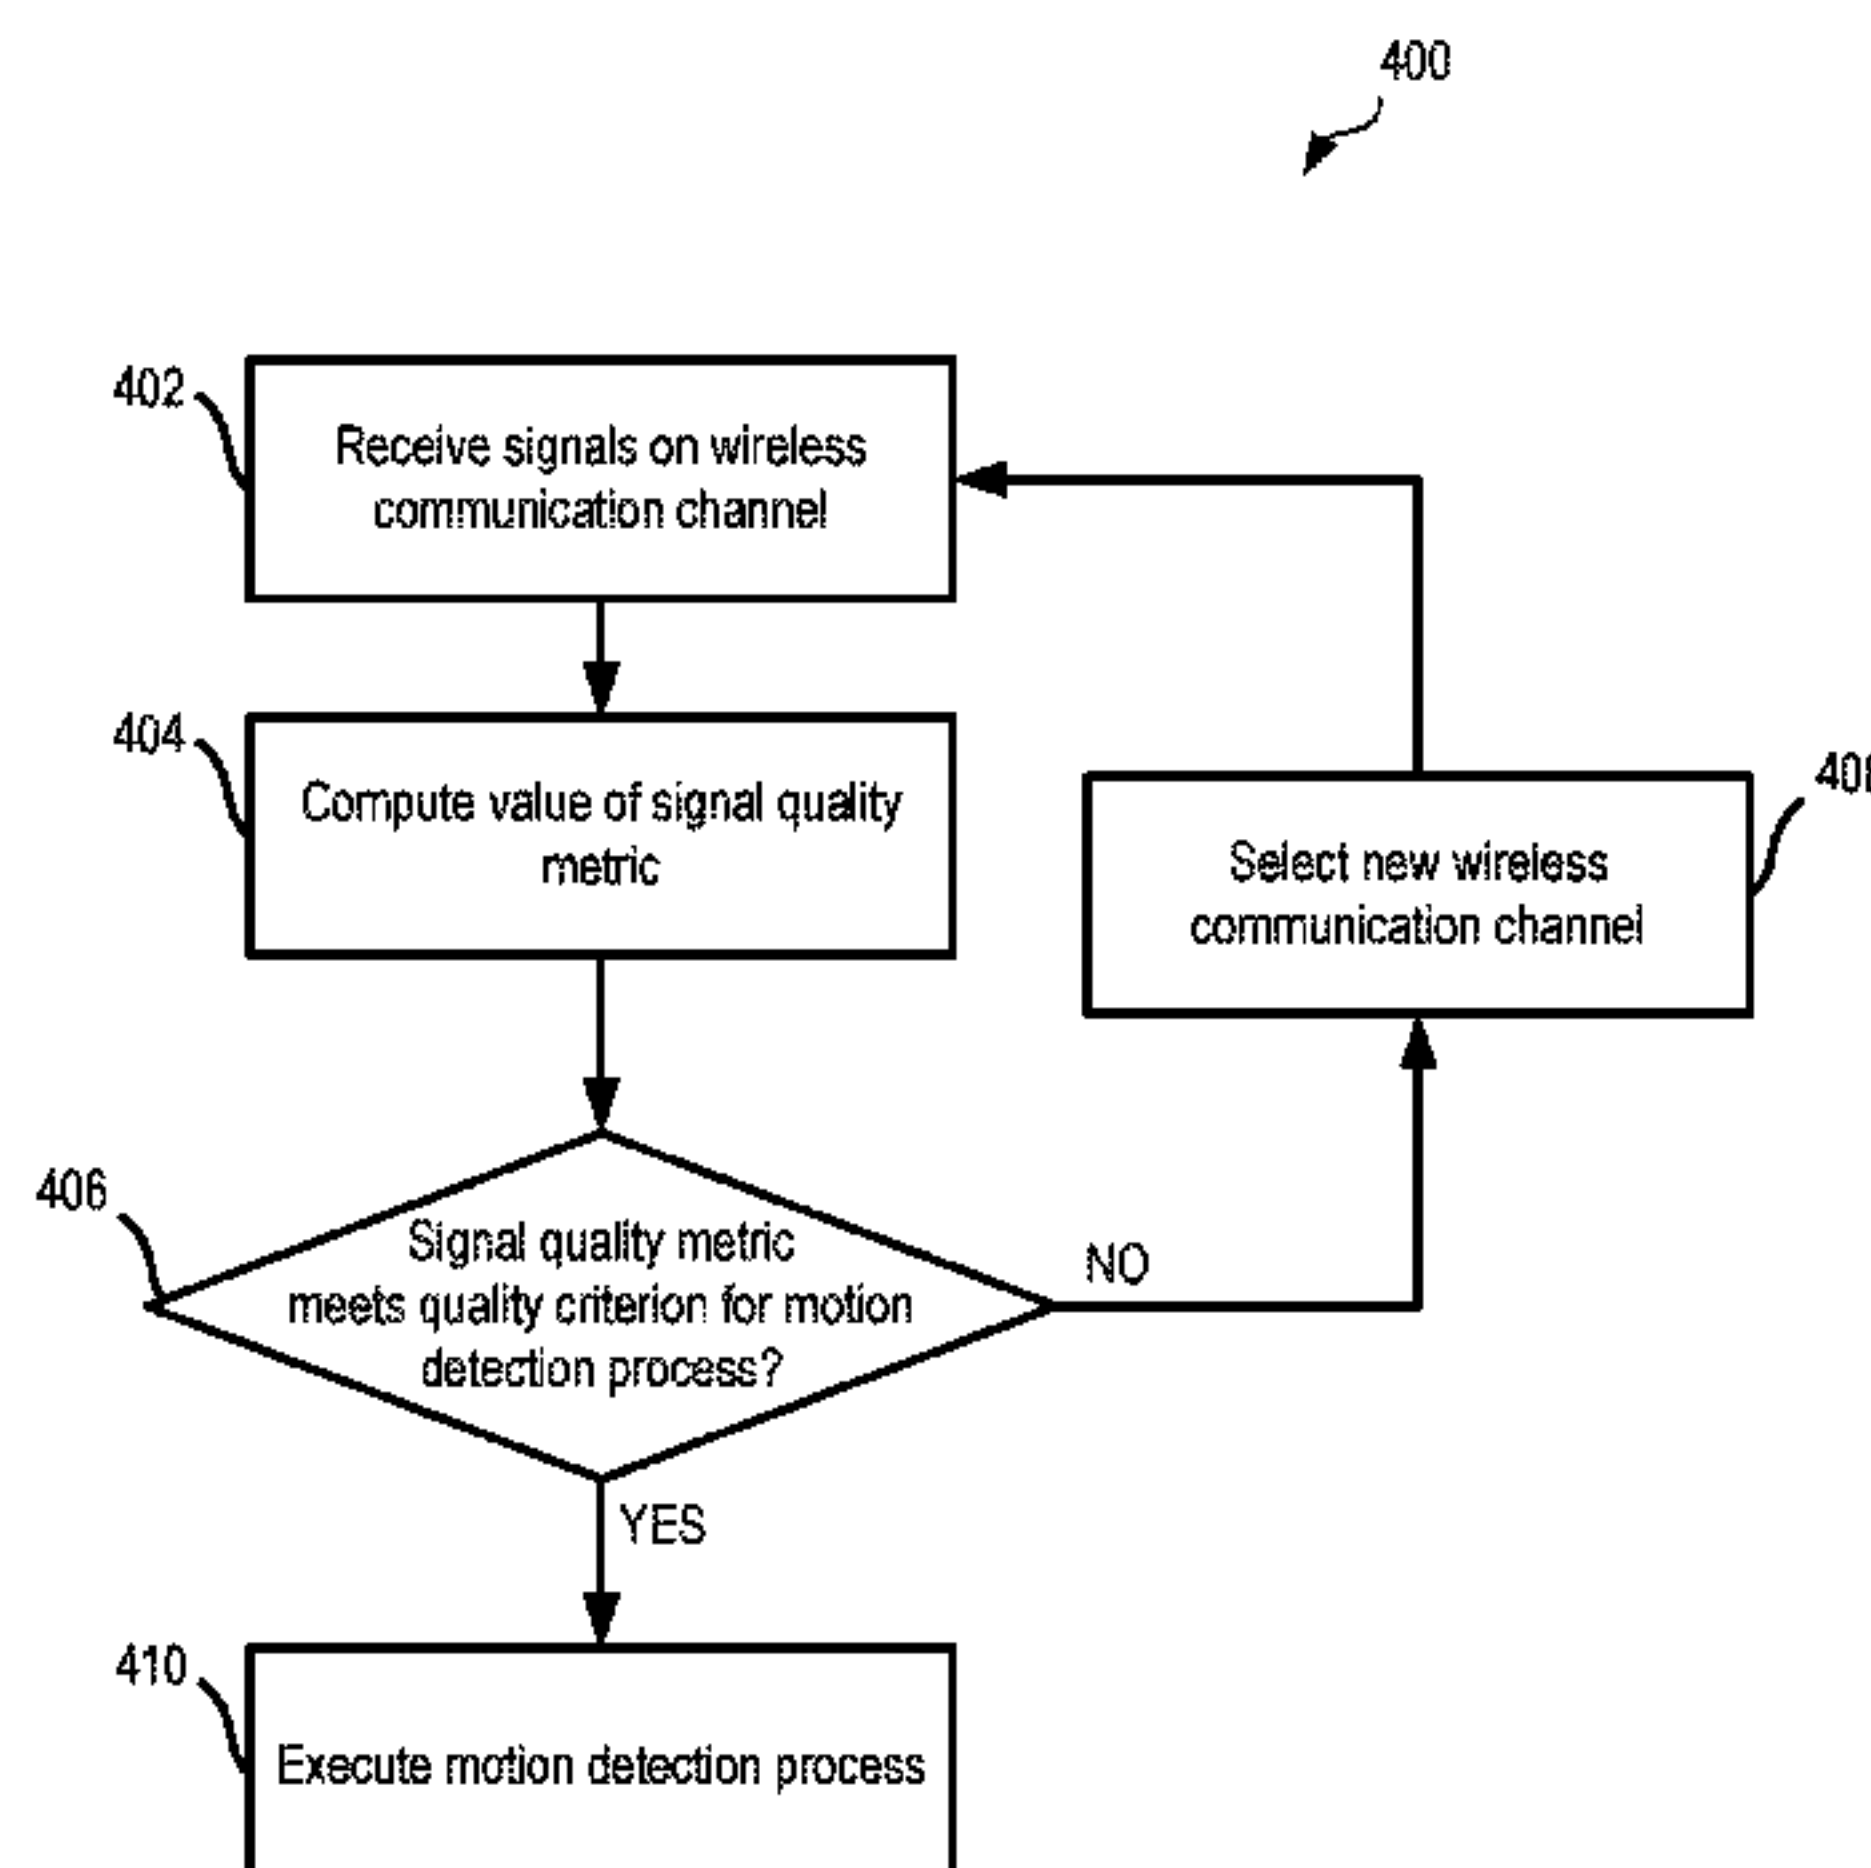 400
402
Receive signals on wireless
communication channel
404
Compute value of signal quality
metric
Select new wireless
communication channel
406
Signal quality metric
meets quality criterion for motion
detection process?
NO
YES
410
Execute motion detection process